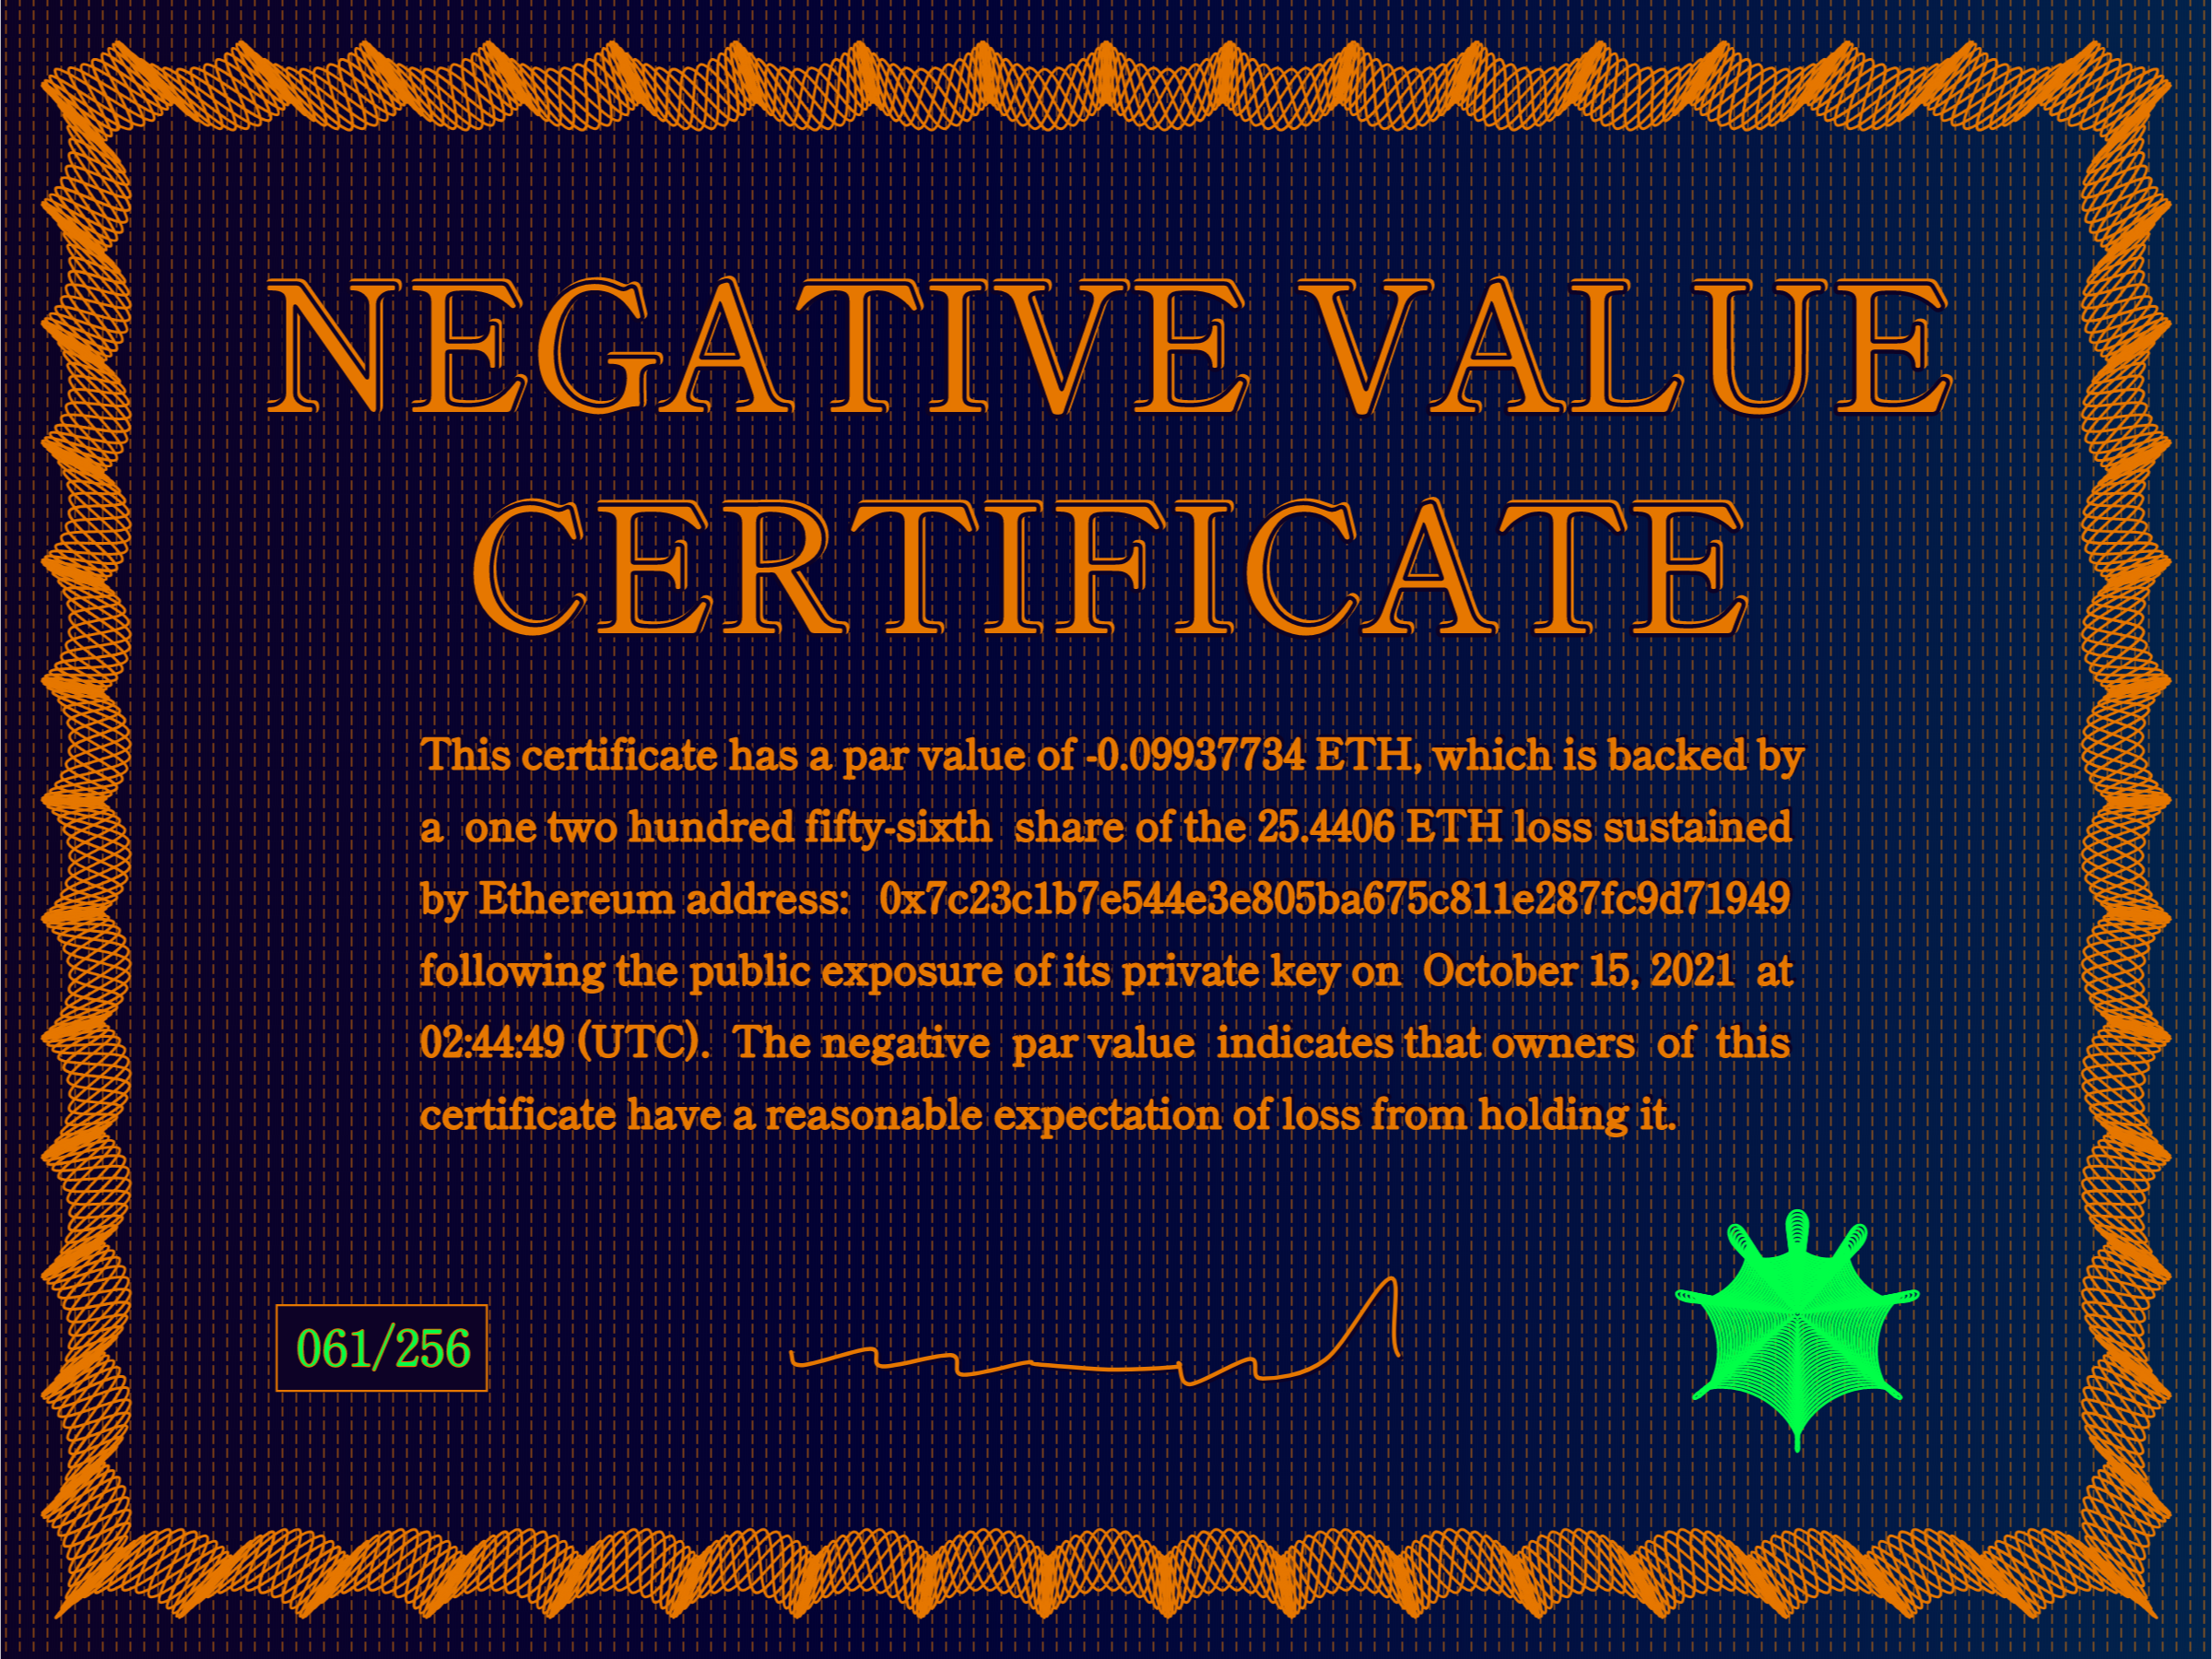 NEGATIVE VALUE
CERTIFICATE
This certificate has a par value of -0.09937734 ETH, which is backed by
a one two hundred fifty-sixth share of the 25.4406 ETH loss sustained
by Ethereum address: 0x7c23c1b7e544e3e805ba675c811e287fc9d71949
following the public exposure of its private key on October 15, 2021 at
02:44:49 (UTC). The negative par value indicates that owners of this
certificate have a reasonable expectation of loss from holding it.
061/256